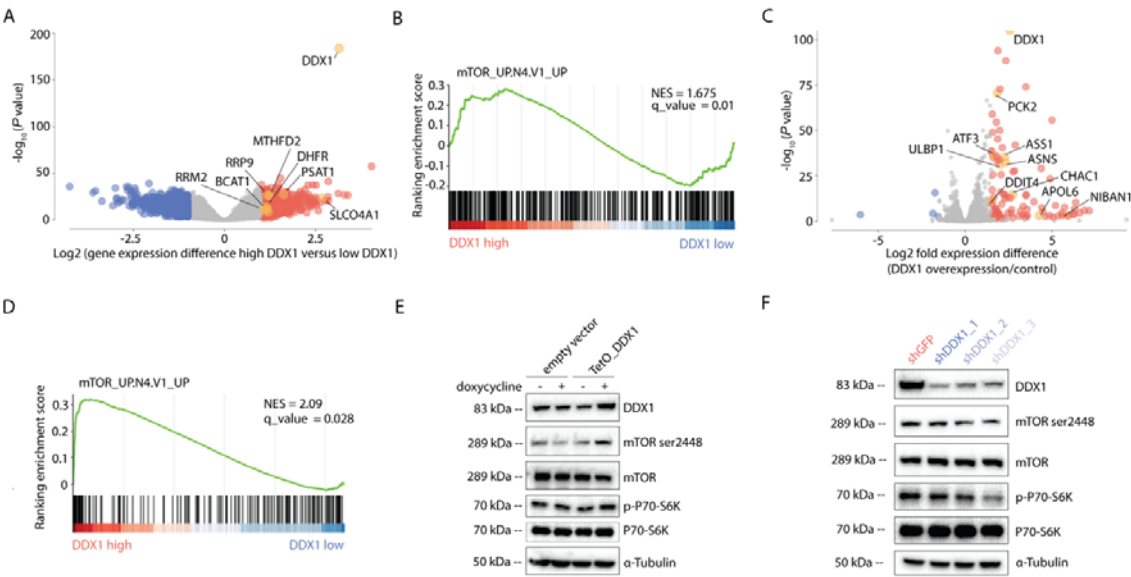 A
200
150
100
50
0
-log10 (P value)
DDX1
MTHFD2
RRP9
DHFR
RRM2
BCAT1
PSAT1
SLCO4A1
-2.5
0
2.5
Log2 (gene expression difference high DDX1 versus low DDX1)
B
mTOR_UP.N4.V1_UP
NES = 1.675
q_value = 0.01
Ranking enrichment score
0.3
0.2
0.1
0
-0.1
-0.2
DDX1 high
DDX1 low
C
100
75
50
25
0
-log10 (P value)
DDX1
PCK2
ATF3
ASS1
ULBP1
ASNS
DDIT4
CHAC1
APOL6
NIBAN1
-5
0
5
Log2 fold expression difference
(DDX1 overexpression/control)
D
mTOR_UP.N4.V1_UP
NES = 2.09
q_value = 0.028
Ranking enrichment score
0.3
0.2
0.1
0
DDX1 high
DDX1 low
E
empty vector
TetO_DDX1
doxycycline - + - +
83 kDa -- DDX1
289 kDa -- mTOR ser2448
289 kDa -- mTOR
70 kDa -- p-P70-S6K
70 kDa -- P70-S6K
50 kDa -- α-Tubulin
F
shGFP
shDDX1_1
shDDX1_2
shDDX1_3
83 kDa -- DDX1
289 kDa -- mTOR ser2448
289 kDa -- mTOR
70 kDa -- p-P70-S6K
70 kDa -- P70-S6K
50 kDa -- α-Tubulin